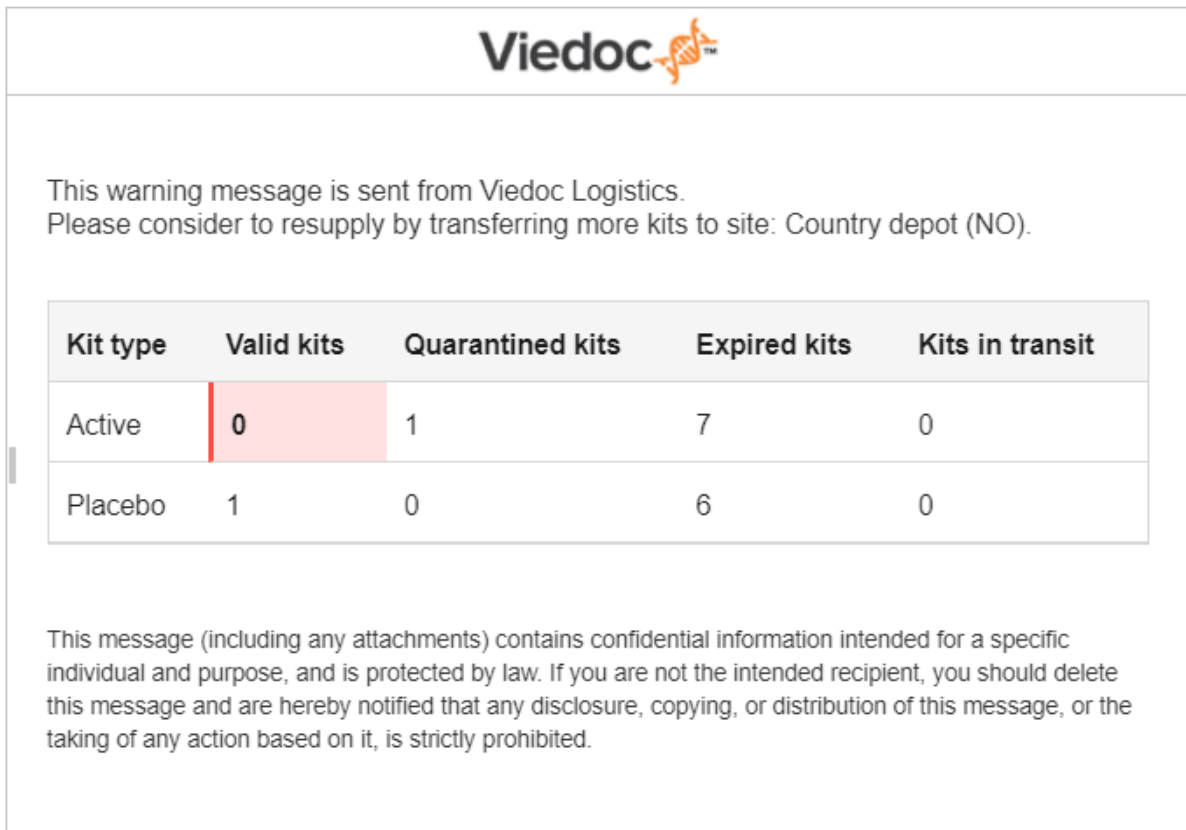 Viedoc™
This warning message is sent from Viedoc Logistics.
Please consider to resupply by transferring more kits to site: Country depot (NO).
Kit type Valid kits Quarantined kits Expired kits Kits in transit
Active 0 1 7 0
Placebo 1 0 6 0
This message (including any attachments) contains confidential information intended for a specific
individual and purpose, and is protected by law. If you are not the intended recipient, you should delete
this message and are hereby notified that any disclosure, copying, or distribution of this message, or the
taking of any action based on it, is strictly prohibited.